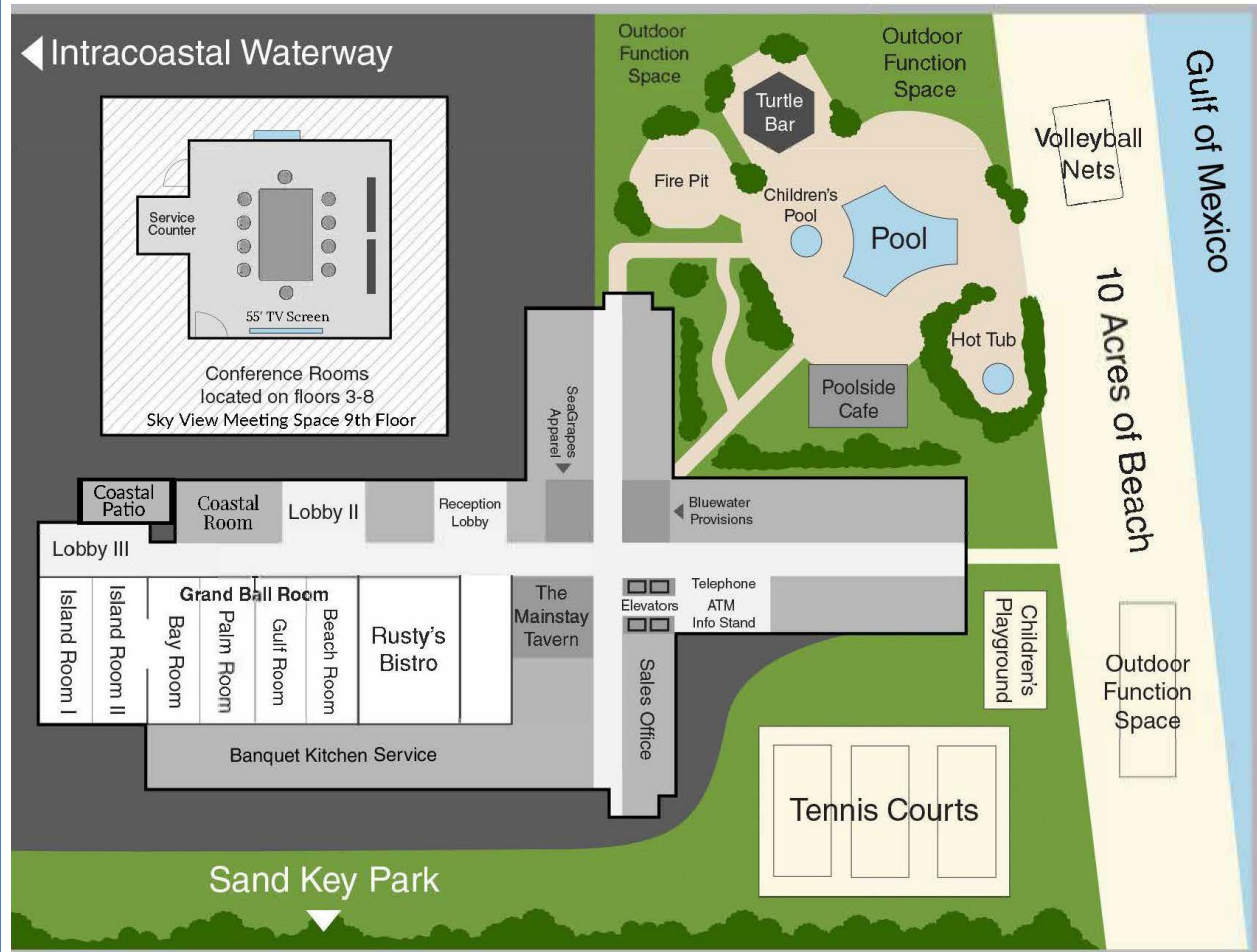 Intracoastal Waterway
Outdoor
Function
Space
Outdoor
Function
Space
Turtle
Bar
Gulf of Mexico
Volleyball
Nets
Fire Pit
Children's
Pool
Pool
Service
Counter
55' TV Screen
Conference Rooms
located on floors 3-8
Sky View Meeting Space 9th Floor
10 Acres of Beach
Hot Tub
Poolside
Cafe
SeaGrapes
Apparel
Coastal
Patio
Coastal
Room
Lobby II
Reception
Lobby
Bluewater
Provisions
Lobby III
Grand Ball Room
Island Room I
Island Room II
Bay Room
Palm Room
Gulf Room
Beach Room
Rusty's
Bistro
The
Mainstay
Tavern
Elevators
Telephone
ATM
Info Stand
Children's
Playground
Outdoor
Function
Space
Sales Office
Banquet Kitchen Service
Tennis Courts
Sand Key Park